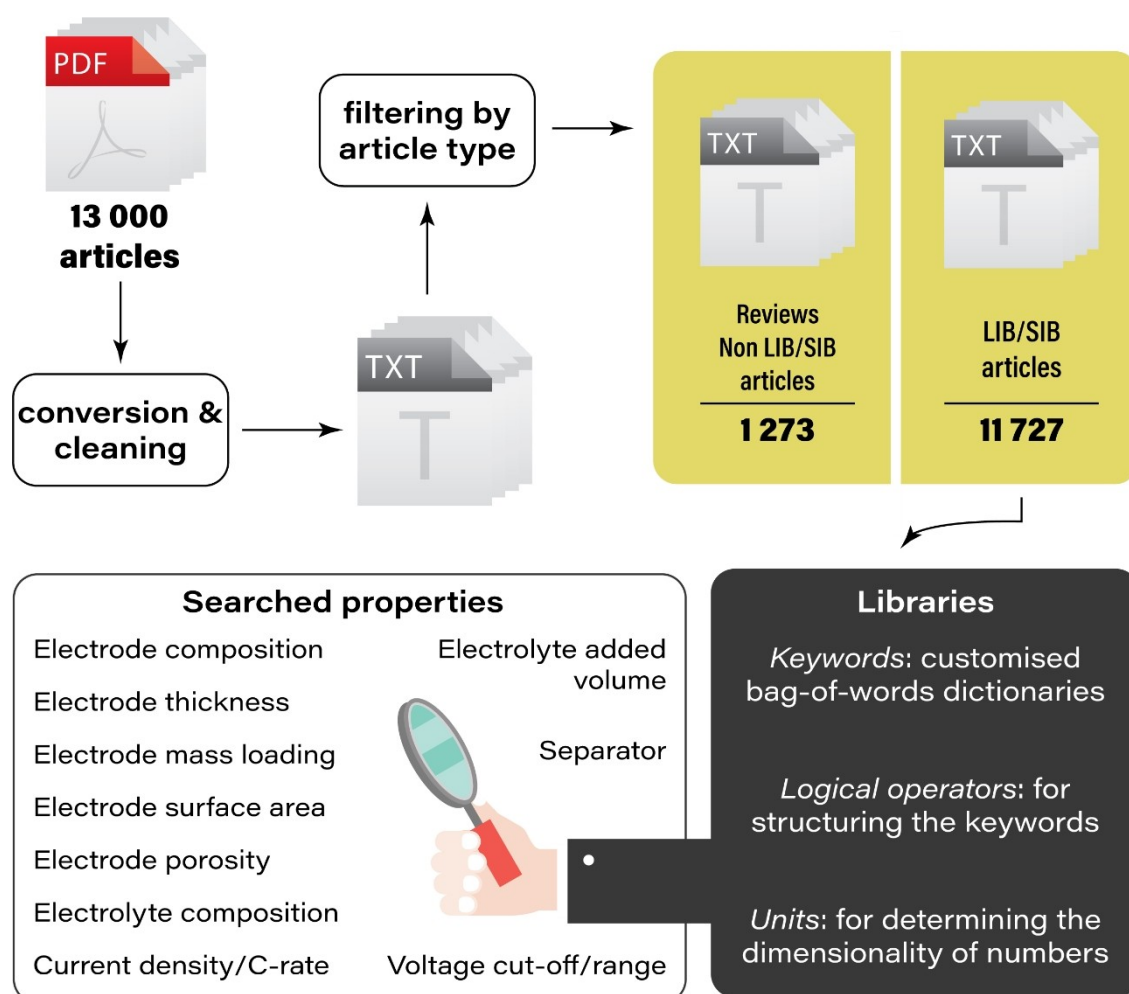 PDF
13 000
articles
conversion &
cleaning
TXT
T
filtering by
article type
TXT
T
Reviews
Non LIB/SIB
articles
1 273
TXT
T
LIB/SIB
articles
11 727
Searched properties
Electrode composition
Electrode thickness
Electrode mass loading
Electrode surface area
Electrode porosity
Electrolyte composition
Current density/C-rate
Electrolyte added
volume
Separator
Voltage cut-off/range
Libraries
Keywords: customised
bag-of-words dictionaries
Logical operators: for
structuring the keywords
Units: for determining the
dimensionality of numbers